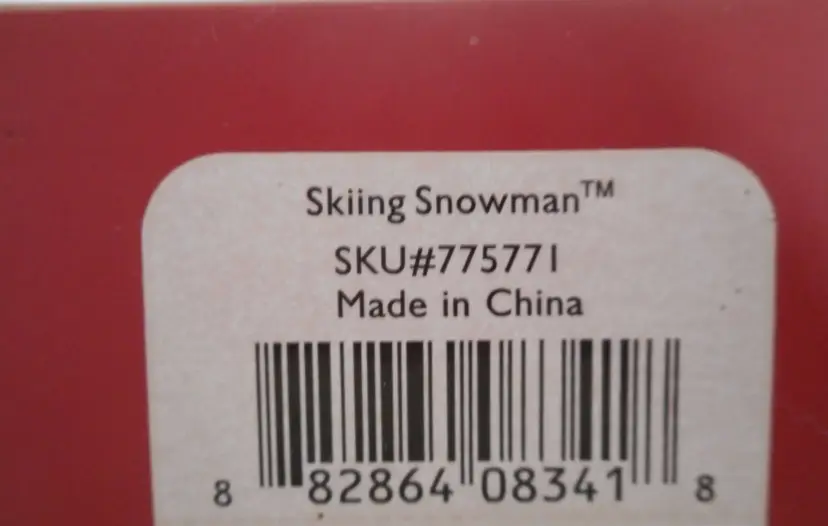 Skiing Snowman™
SKU#775771
Made in China
8 82864 08341 8